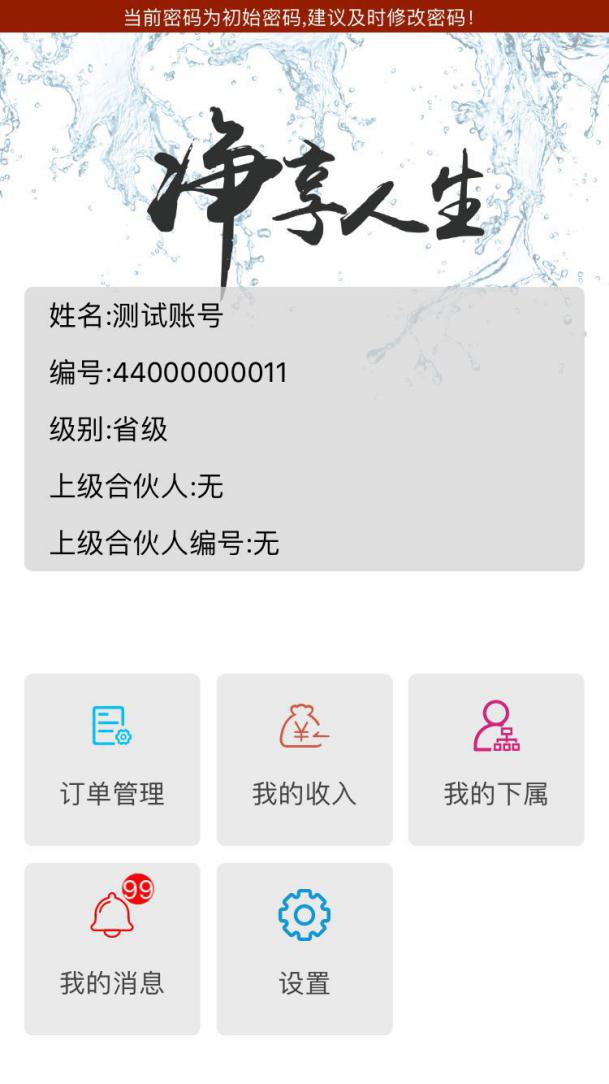 当前密码为初始密码,建议及时修改密码!
净享人生
姓名:测试账号
编号:44000000011
级别:省级
上级合伙人:无
上级合伙人编号:无
订单管理
我的收入
我的下属
99
我的消息
设置